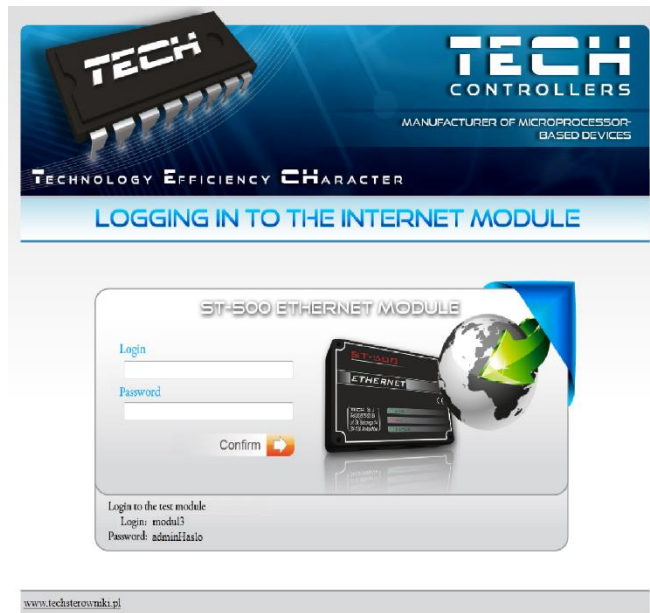 TECH
TECH
CONTROLLERS
MANUFACTURER OF MICROPROCESSOR-
BASED DEVICES
TECHNOLOGY EFFICIENCY CHARACTER
LOGGING IN TO THE INTERNET MODULE
ST-500 ETHERNET MODULE
Login
Password
Confirm
ST-500
ETHERNET
Login to the test module
Login: modul3
Password: adminHaslo
www.techsterowniki.pl